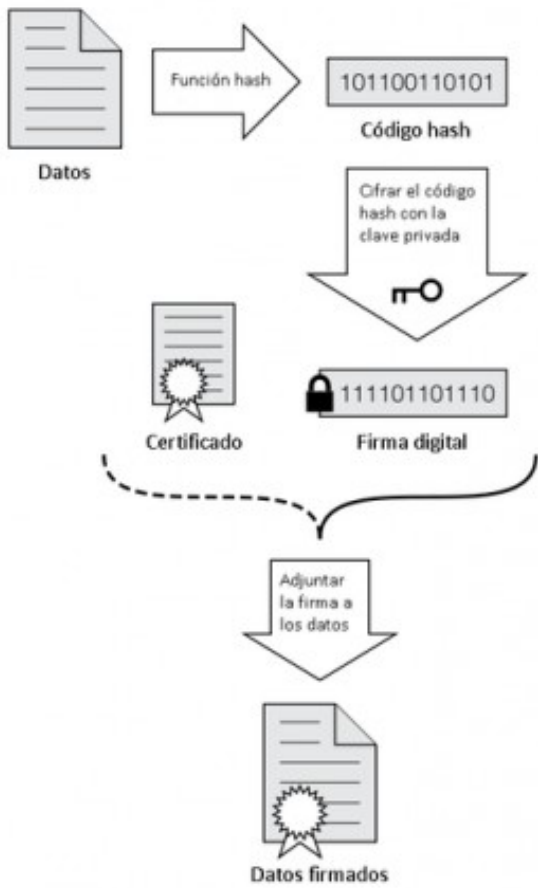 Función hash
101100110101
Código hash
Datos
Cifrar el código
hash con la
clave privada
111101101110
Certificado
Firma digital
Adjuntar
la firma a
los datos
Datos firmados